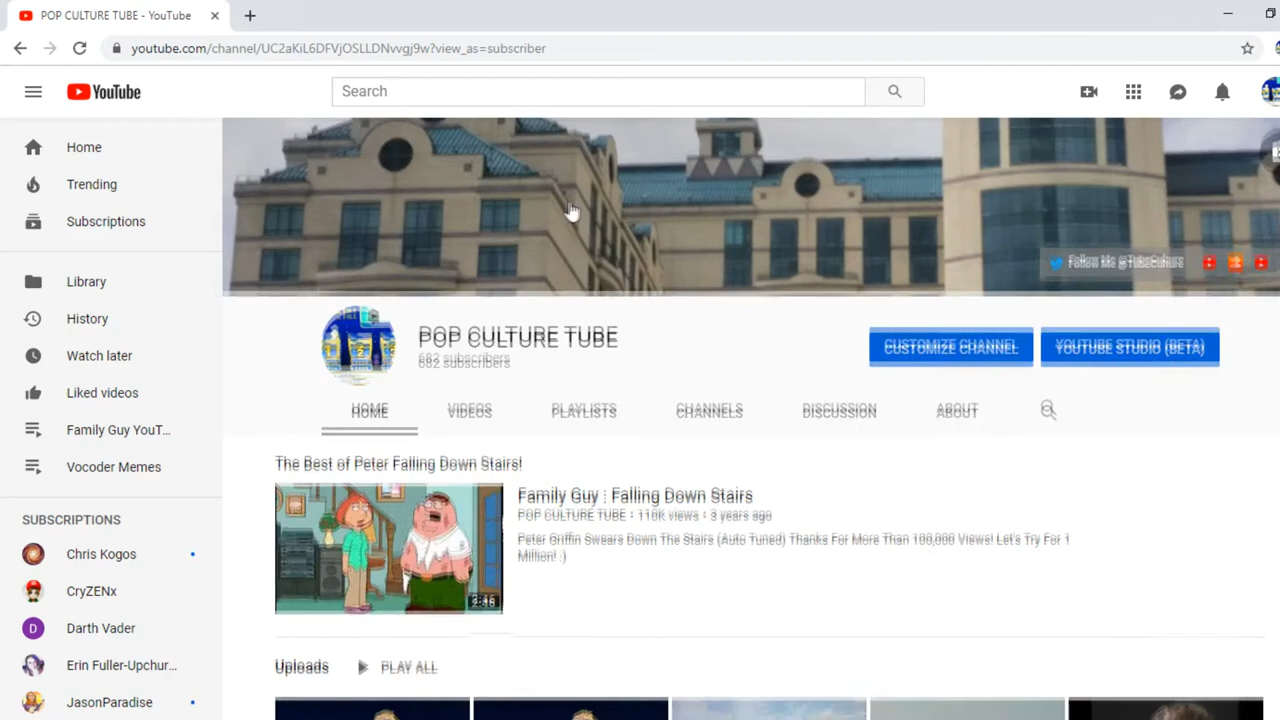 POP CULTURE TUBE - YouTube
youtube.com/channel/UC2aKiL6DFVjOSLLDNvvgj9w?view_as=subscriber
YouTube
Search
Home
Trending
Subscriptions
Library
History
Watch later
Liked videos
Family Guy YouT...
Vocoder Memes
SUBSCRIPTIONS
Chris Kogos
CryZENx
D
Darth Vader
Erin Fuller-Upchur...
JasonParadise
Follow Me @TubeCulture
POP CULTURE TUBE
682 subscribers
CUSTOMIZE CHANNEL
YOUTUBE STUDIO (BETA)
HOME
VIDEOS
PLAYLISTS
CHANNELS
DISCUSSION
ABOUT
The Best of Peter Falling Down Stairs!
Family Guy : Falling Down Stairs
POP CULTURE TUBE • 110K views • 3 years ago
Peter Griffin Swears Down The Stairs (Auto Tuned) Thanks For More Than 100,000 Views! Let's Try For 1
Million! :)
Uploads
PLAY ALL